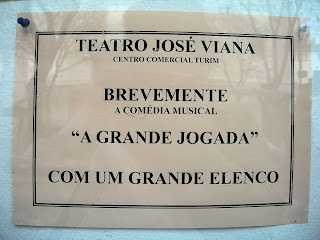 TEATRO JOSÉ VIANA
CENTRO COMERCIAL TURIM
BREVEMENTE
A COMÉDIA MUSICAL
“A GRANDE JOGADA”
COM UM GRANDE ELENCO